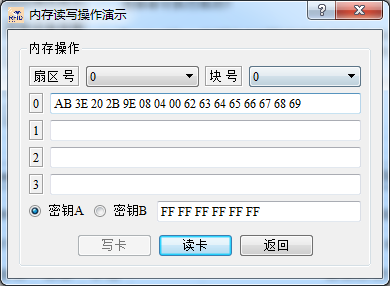 内存读写操作演示
内存操作
扇区号 0 块号 0
0 AB 3E 20 2B 9E 08 04 00 62 63 64 65 66 67 68 69
1
2
3
密钥A 密钥B FF FF FF FF FF FF
写卡 读卡 返回